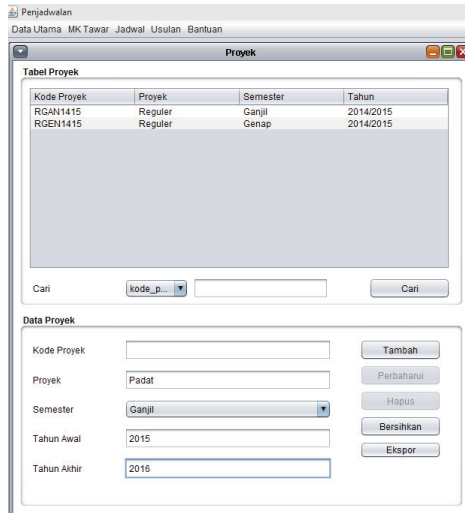 Penjadwalan
Data Utama MK Tawar Jadwal Usulan Bantuan
Proyek
Tabel Proyek
Kode Proyek Proyek Semester Tahun
RGAN1415 Reguler Ganjil 2014/2015
RGEN1415 Reguler Genap 2014/2015
Cari kode_p... Cari
Data Proyek
Kode Proyek Tambah
Proyek Padat Perbaharui
Semester Ganjil Hapus
Tahun Awal 2015 Bersihkan
Ekspor
Tahun Akhir 2016